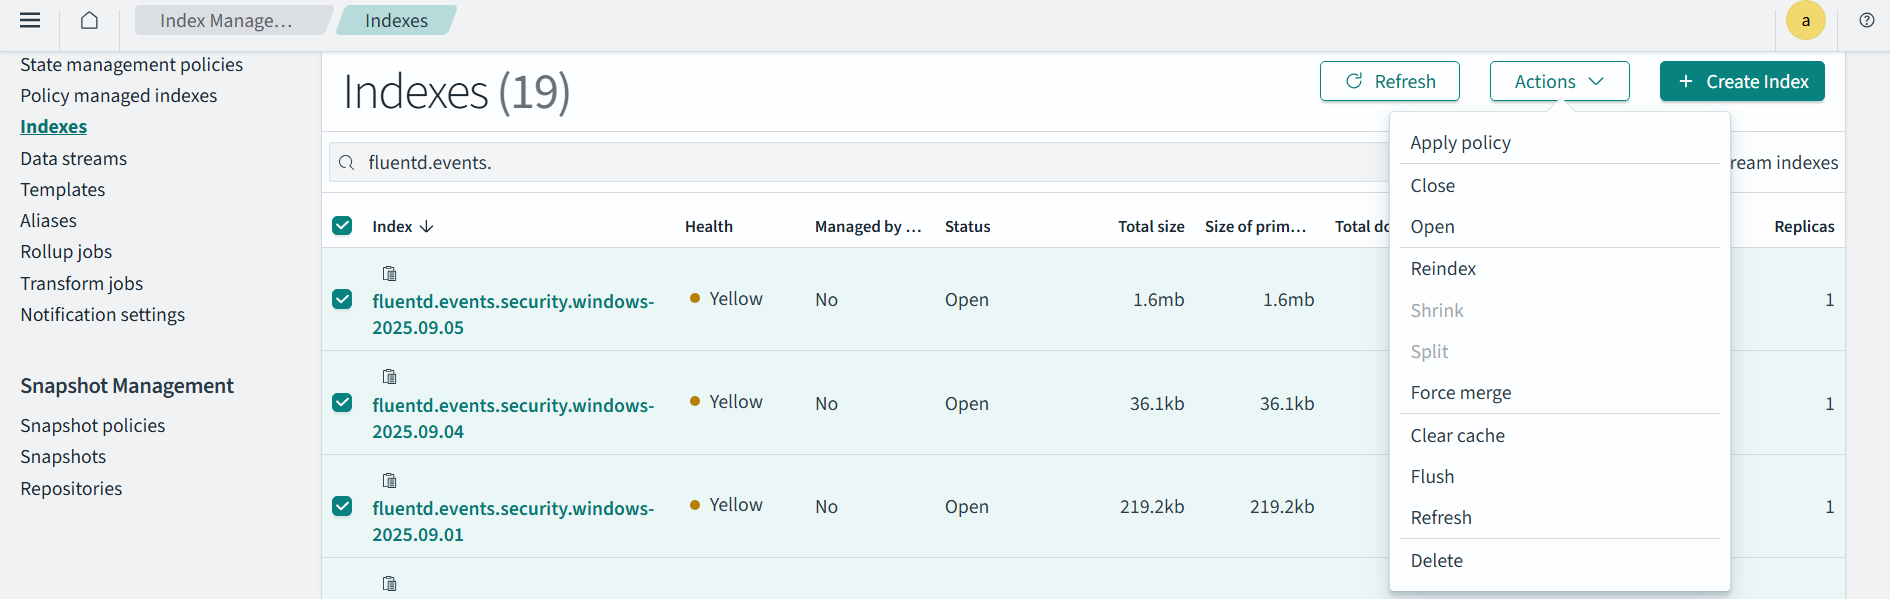 Index Manage…
Indexes
a
State management policies
Policy managed indexes
Indexes
Data streams
Templates
Aliases
Rollup jobs
Transform jobs
Notification settings
Snapshot Management
Snapshot policies
Snapshots
Repositories
Indexes (19)
Refresh
Actions
+ Create Index
fluentd.events.
ream indexes
Index Health Managed by … Status Total size Size of prim… Total do Replicas
fluentd.events.security.windows-
2025.09.05
Yellow No Open 1.6mb 1.6mb 1
fluentd.events.security.windows-
2025.09.04
Yellow No Open 36.1kb 36.1kb 1
fluentd.events.security.windows-
2025.09.01
Yellow No Open 219.2kb 219.2kb 1
Apply policy
Close
Open
Reindex
Shrink
Split
Force merge
Clear cache
Flush
Refresh
Delete